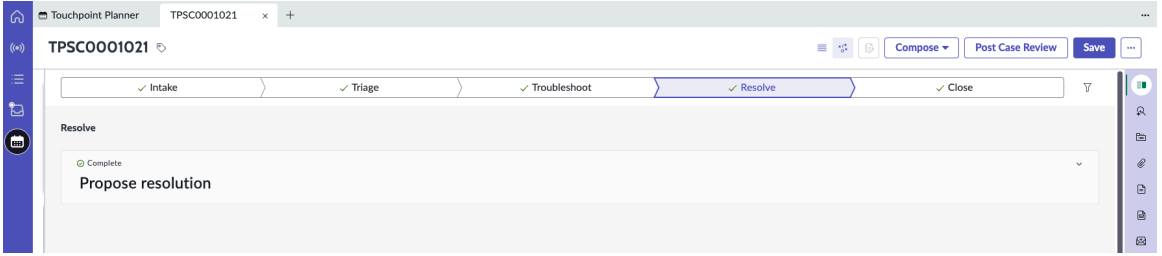 Touchpoint Planner
TPSC0001021
TPSC0001021
Compose
Post Case Review
Save
Intake
Triage
Troubleshoot
Resolve
Close
Resolve
Complete
Propose resolution